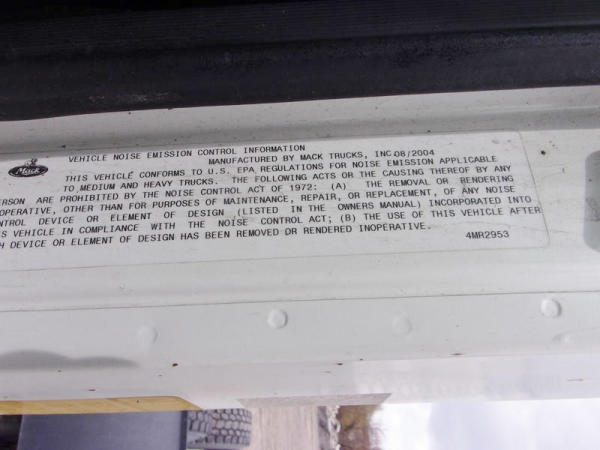 VEHICLE NOISE EMISSION CONTROL INFORMATION
Mack
MANUFACTURED BY MACK TRUCKS, INC. 08/2004
THIS VEHICLE CONFORMS TO U.S. EPA REGULATIONS FOR NOISE EMISSION APPLICABLE
TO MEDIUM AND HEAVY TRUCKS. THE FOLLOWING ACTS OR THE CAUSING THEREOF BY ANY
ERSON ARE PROHIBITED BY THE NOISE CONTROL ACT OF 1972: (A) THE REMOVAL OR RENDERING
OPERATIVE, OTHER THAN FOR PURPOSES OF MAINTENANCE, REPAIR, OR REPLACEMENT, OF ANY NOISE
NTROL DEVICE OR ELEMENT OF DESIGN (LISTED IN THE OWNERS MANUAL) INCORPORATED INTO
S VEHICLE IN COMPLIANCE WITH THE NOISE CONTROL ACT; (B) THE USE OF THIS VEHICLE AFTER
H DEVICE OR ELEMENT OF DESIGN HAS BEEN REMOVED OR RENDERED INOPERATIVE.
4MR2953